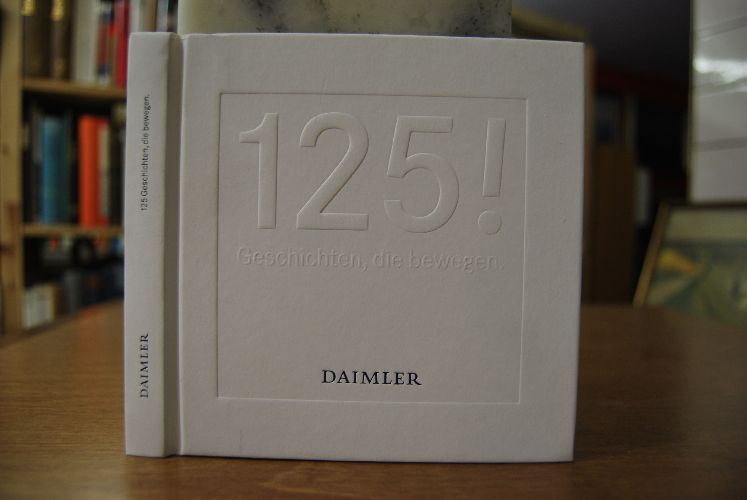 125!
Geschichten, die bewegen.
DAIMLER
125 Geschichten, die bewegen.
DAIMLER